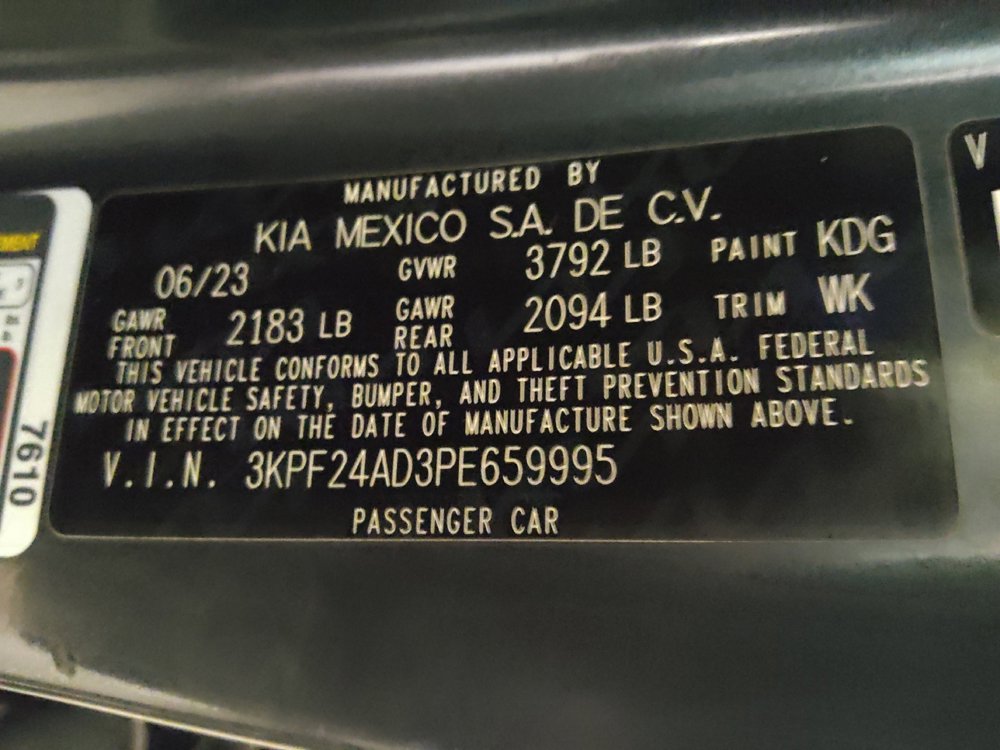 MANUFACTURED BY
KIA MEXICO S.A. DE C.V.
06/23 GVWR 3792 LB PAINT KDG
GAWR FRONT 2183 LB GAWR REAR 2094 LB TRIM WK
THIS VEHICLE CONFORMS TO ALL APPLICABLE U.S.A. FEDERAL
MOTOR VEHICLE SAFETY, BUMPER, AND THEFT PREVENTION STANDARDS
IN EFFECT ON THE DATE OF MANUFACTURE SHOWN ABOVE.
V.I.N. 3KPF24AD3PE659995
PASSENGER CAR
7610
V